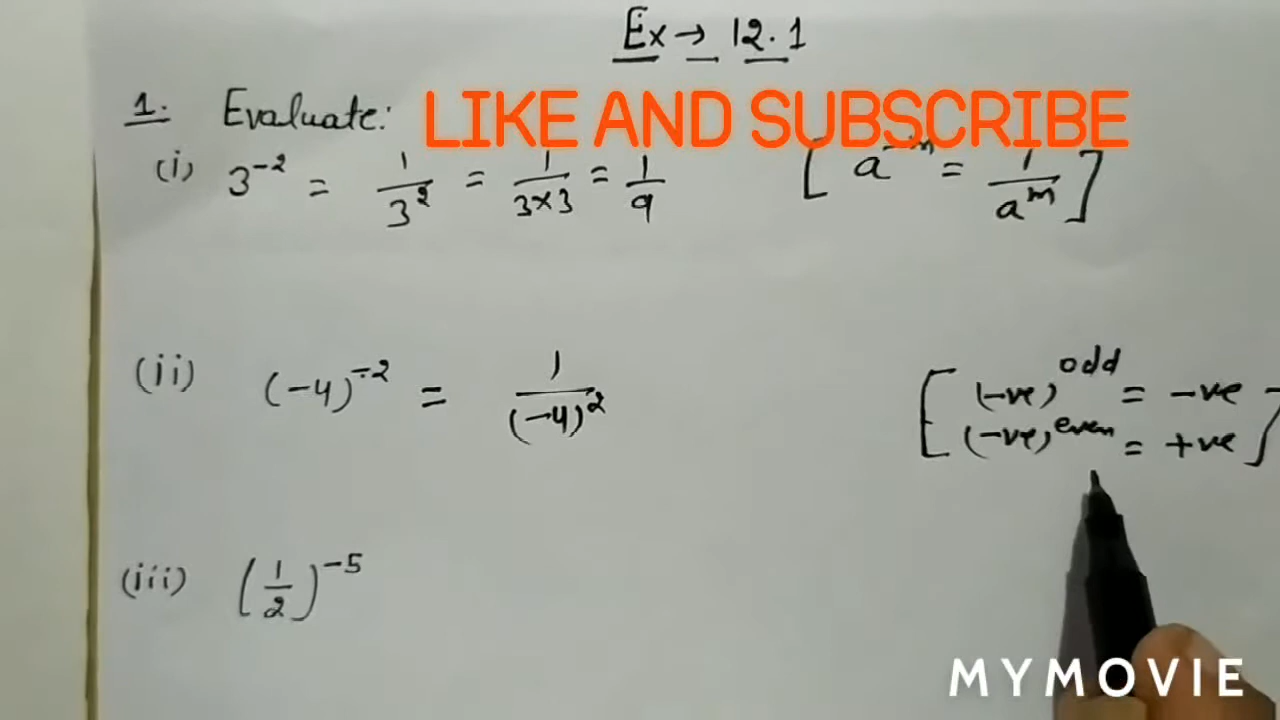 Ex → 12.1
1. Evaluate: LIKE AND SUBSCRIBE
(i) 3⁻² = 1/3² = 1/3×3 = 1/9 [a⁻ᵐ = 1/aᵐ]
(ii) (-4)⁻² = 1/(-4)² [(-ve)ᵒᵈᵈ = -ve
(-ve)ᵉᵛᵉⁿ = +ve]
(iii) (1/2)⁻⁵
MYMOVIE